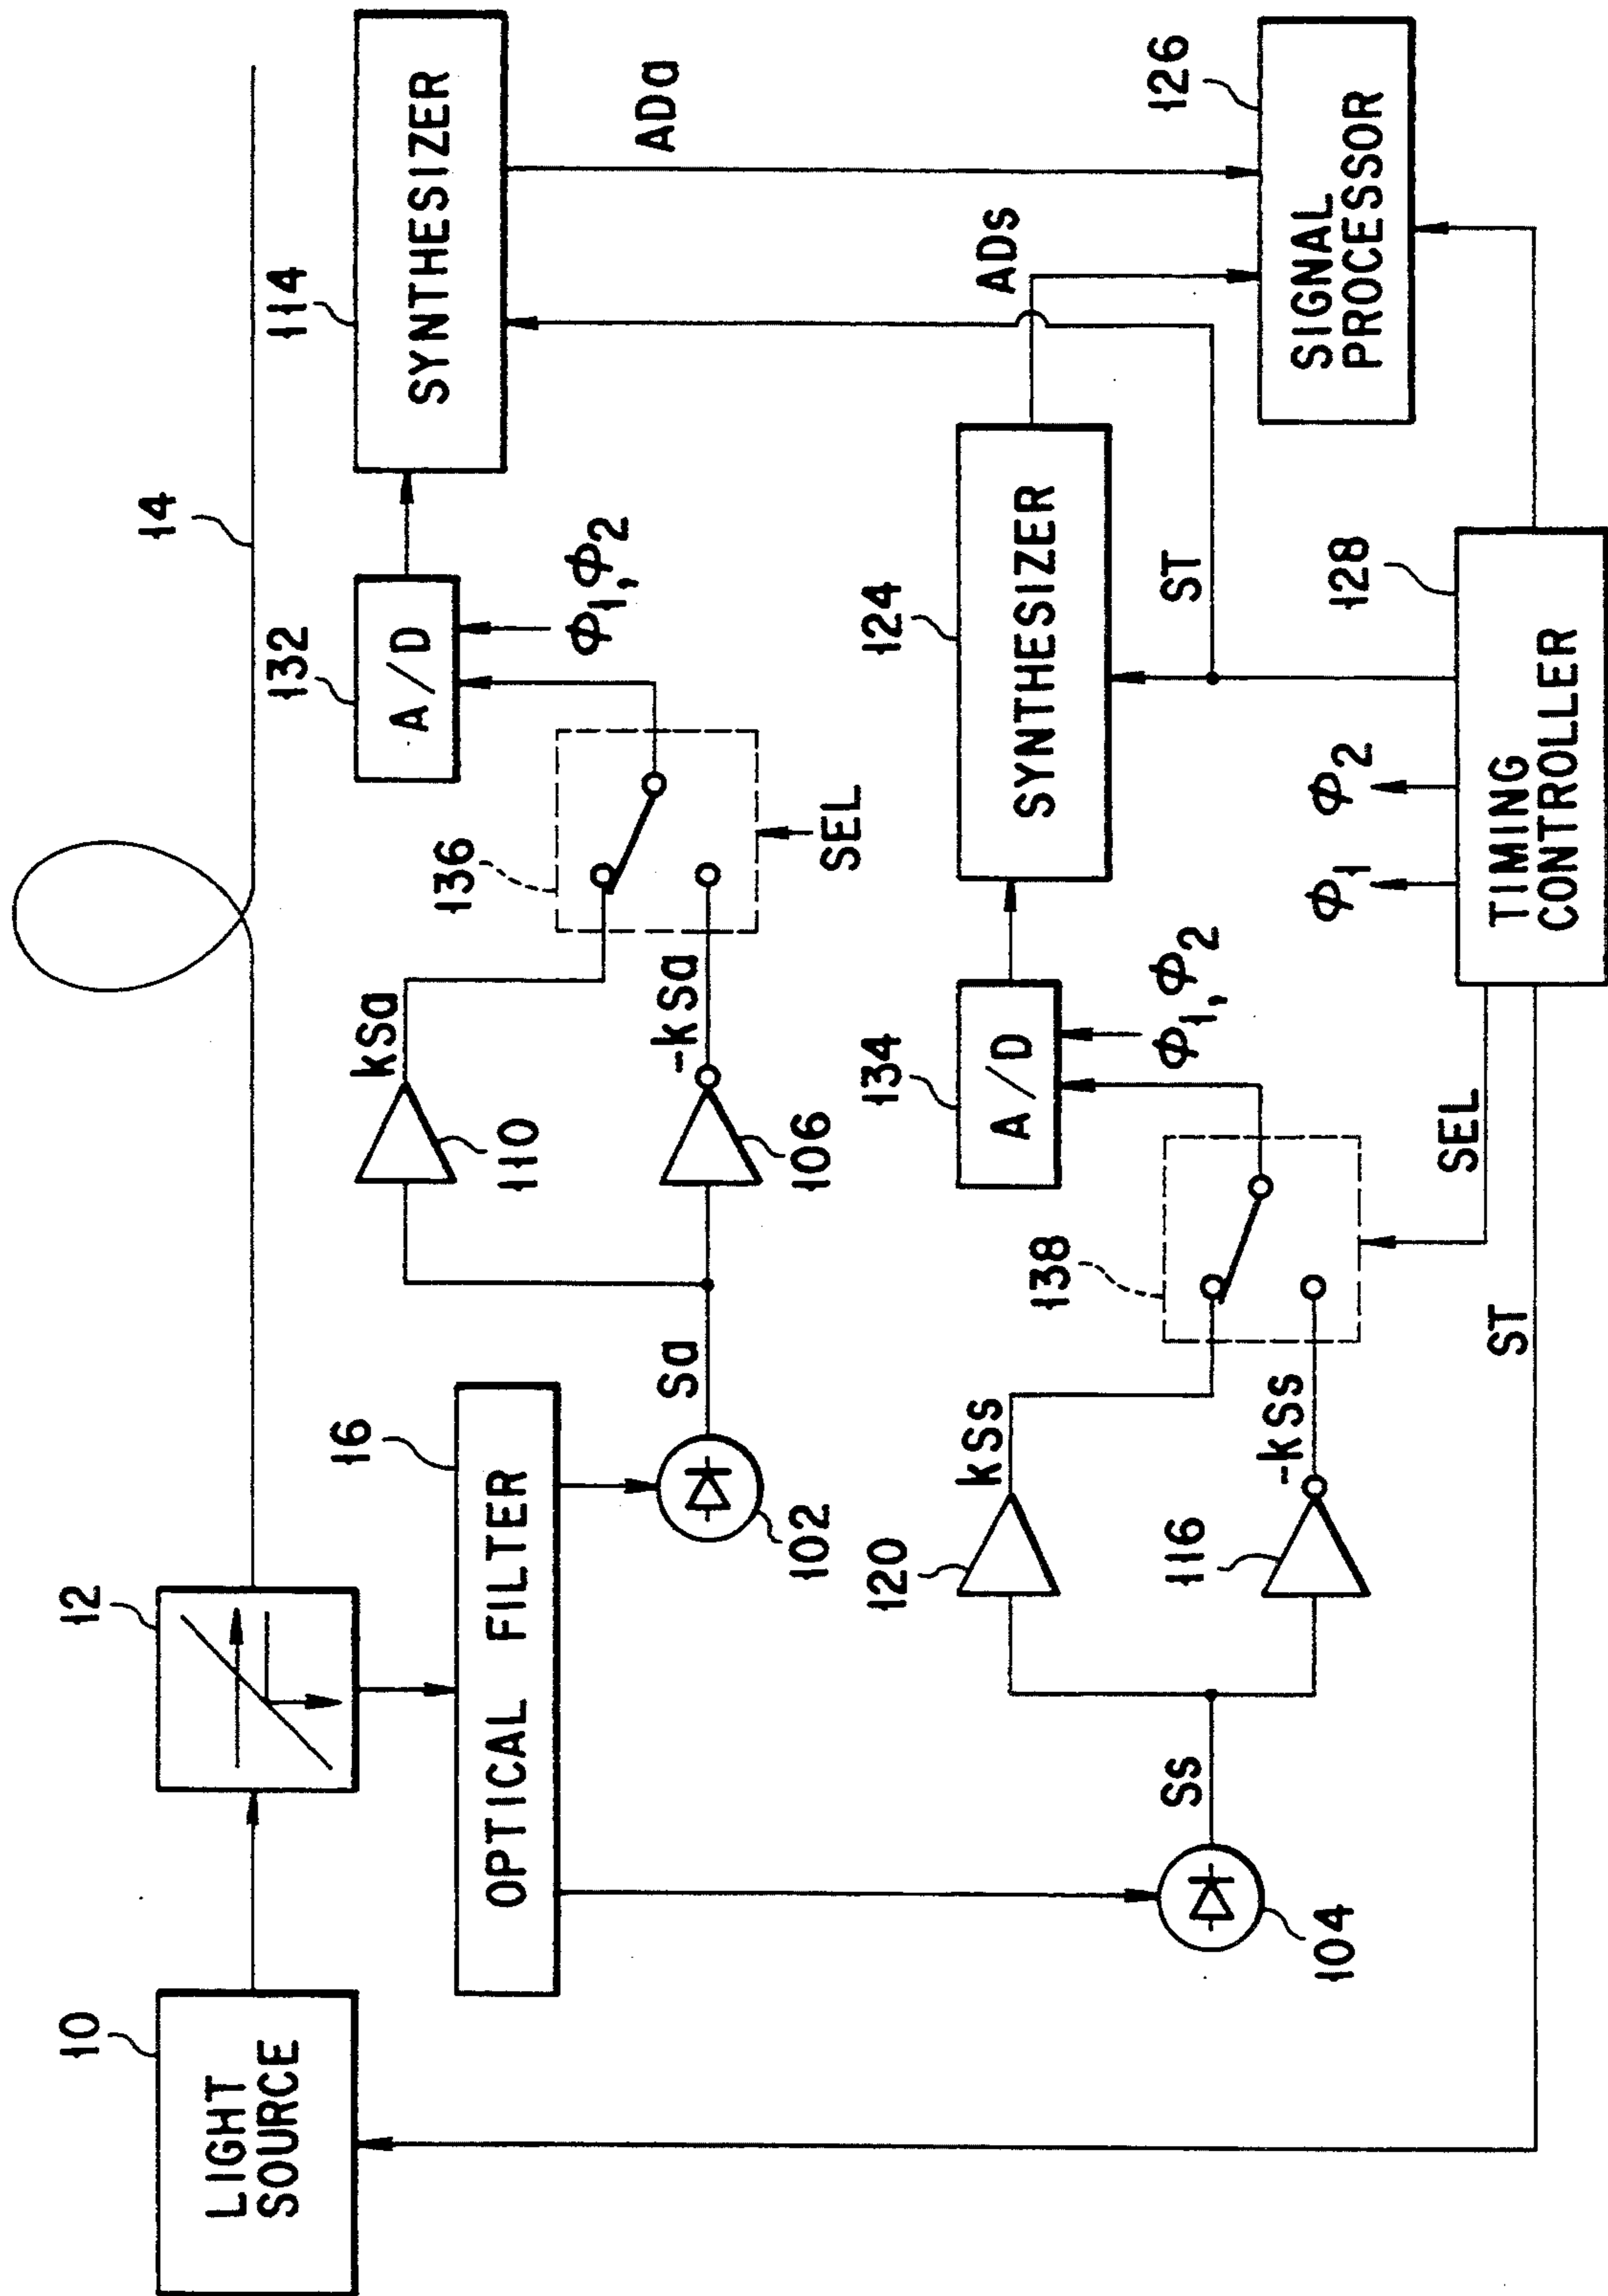 10
LIGHT
SOURCE
12
14
16
OPTICAL FILTER
102
Sa
110
kSa
106
-kSa
136
SEL
132
A/D
Φ1,Φ2
114
SYNTHESIZER
ADa
104
Ss
120
kSs
116
-kSs
138
134
A/D
Φ1,Φ2
124
SYNTHESIZER
ADs
ST
126
SIGNAL
PROCESSOR
SEL
ST
Φ1
Φ2
128
TIMING
CONTROLLER